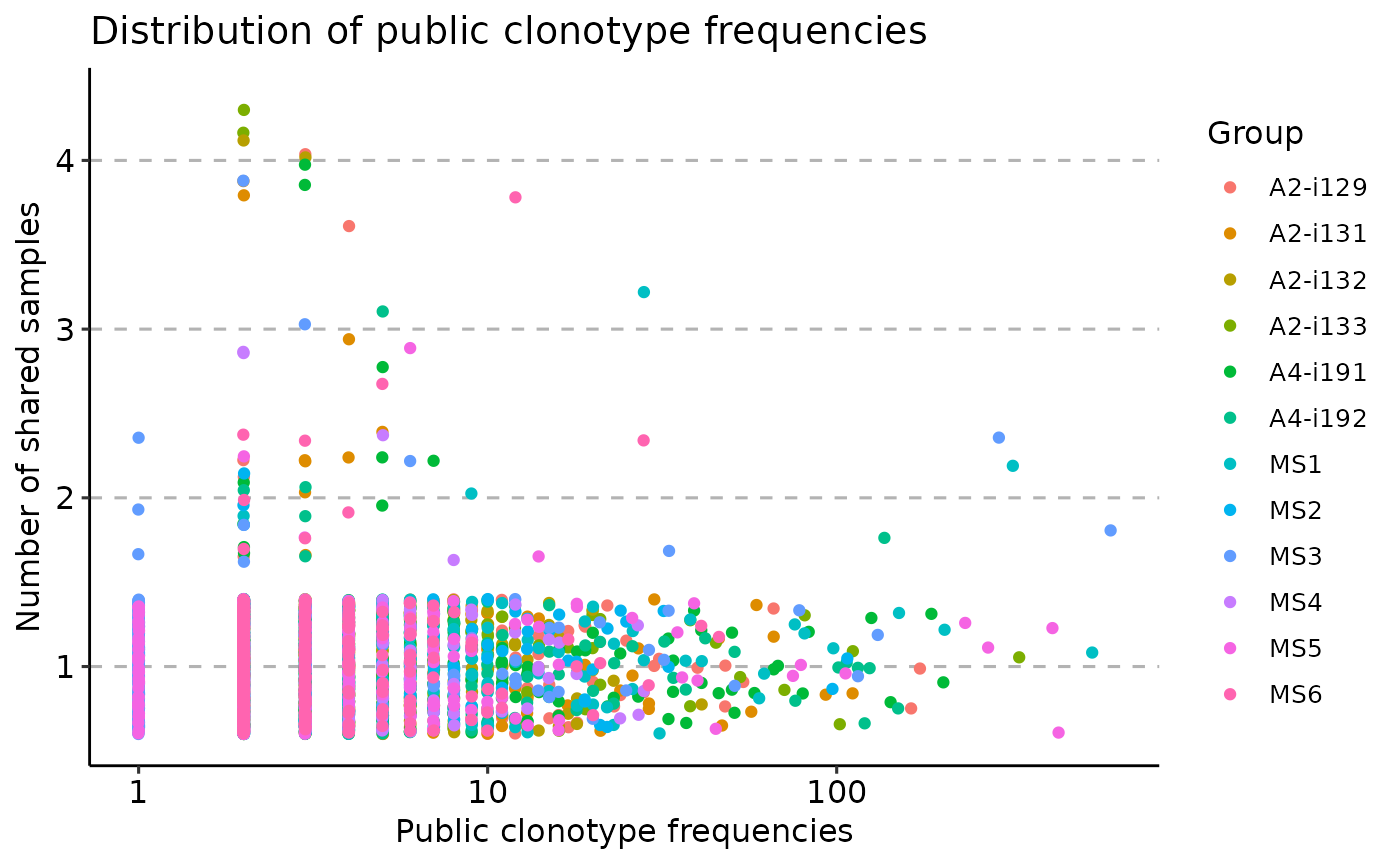 Distribution of public clonotype frequencies
Number of shared samples
4
3
2
1
1
10
100
Public clonotype frequencies
Group
A2-i129
A2-i131
A2-i132
A2-i133
A4-i191
A4-i192
MS1
MS2
MS3
MS4
MS5
MS6